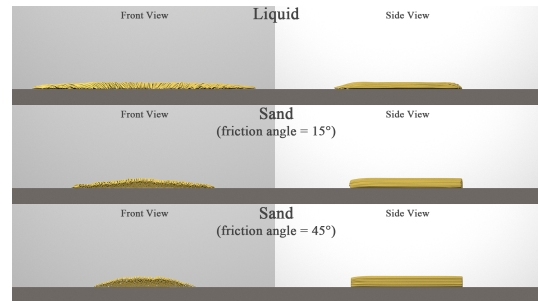 Front View
Liquid
Side View
Front View
Sand
(friction angle = 15°)
Side View
Front View
Sand
(friction angle = 45°)
Side View